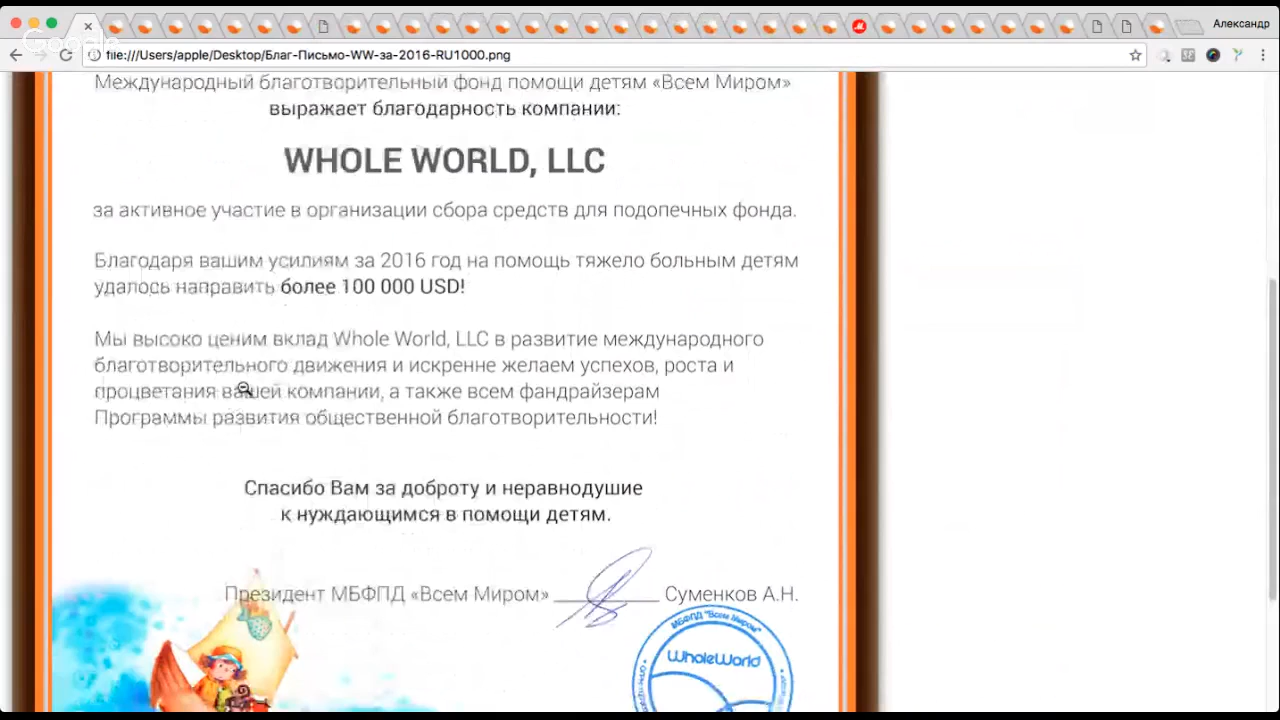 Александр
Google
file:///Users/apple/Desktop/Благ-Письмо-WW-за-2016-RU1000.png
Международный благотворительный фонд помощи детям «Всем Миром»
выражает благодарность компании:
WHOLE WORLD, LLC
за активное участие в организации сбора средств для подопечных фонда.
Благодаря вашим усилиям за 2016 год на помощь тяжело больным детям
удалось направить более 100 000 USD!
Мы высоко ценим вклад Whole World, LLC в развитие международного
благотворительного движения и искренне желаем успехов, роста и
процветания вашей компании, а также всем фандрайзерам
Программы развития общественной благотворительности!
Спасибо Вам за доброту и неравнодушие
к нуждающимся в помощи детям.
Президент МБФПД «Всем Миром» Суменков А.Н.
МБФПД "Всем Миром"
WholeWorld